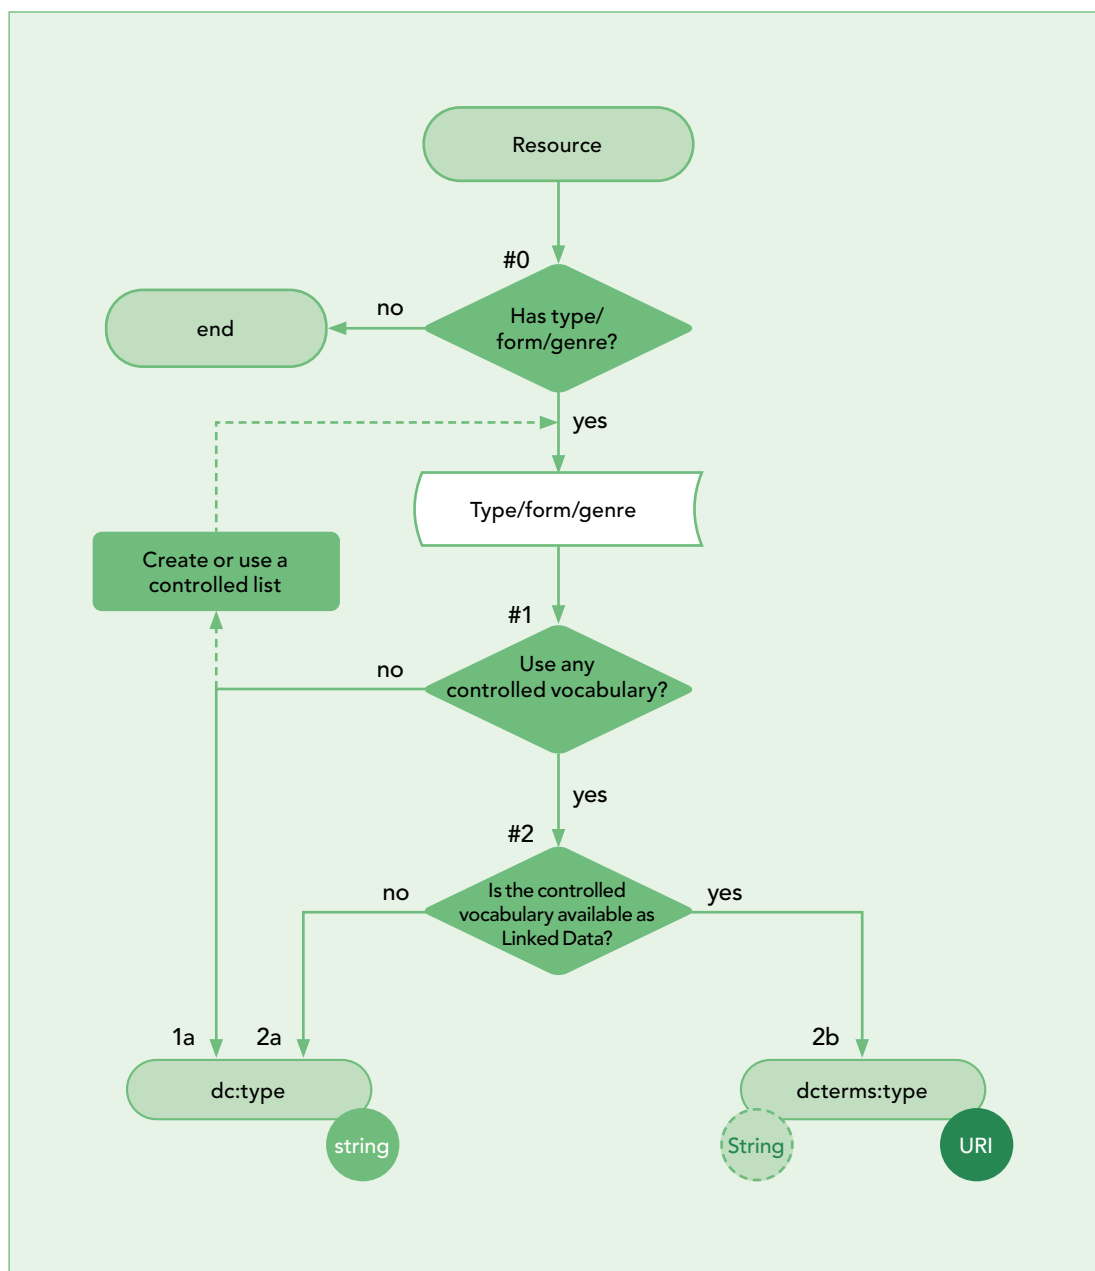 Resource
#0
Has type/
form/genre?
no
end
yes
Type/form/genre
Create or use a
controlled list
#1
Use any
controlled vocabulary?
no
yes
#2
Is the controlled
vocabulary available as
Linked Data?
no
yes
1a
2a
2b
dc:type
string
dcterms:type
String
URI